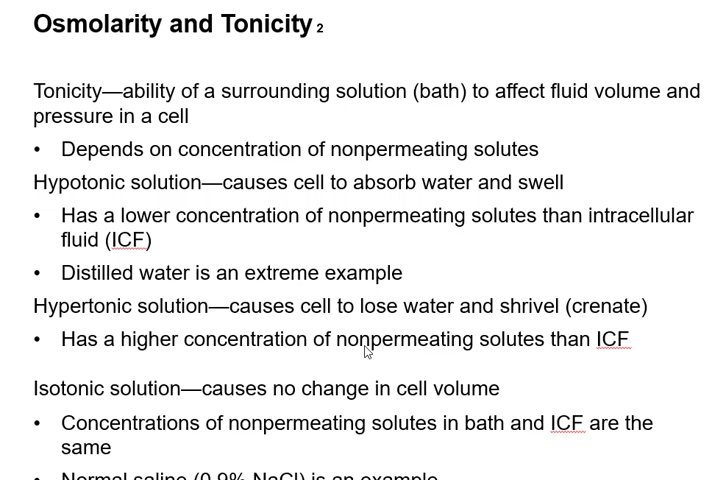 Osmolarity and Tonicity 2
Tonicity—ability of a surrounding solution (bath) to affect fluid volume and
pressure in a cell
• Depends on concentration of nonpermeating solutes
Hypotonic solution—causes cell to absorb water and swell
• Has a lower concentration of nonpermeating solutes than intracellular
fluid (ICF)
• Distilled water is an extreme example
Hypertonic solution—causes cell to lose water and shrivel (crenate)
• Has a higher concentration of nonpermeating solutes than ICF
Isotonic solution—causes no change in cell volume
• Concentrations of nonpermeating solutes in bath and ICF are the
same
• Normal saline (0.9% NaCl) is an example